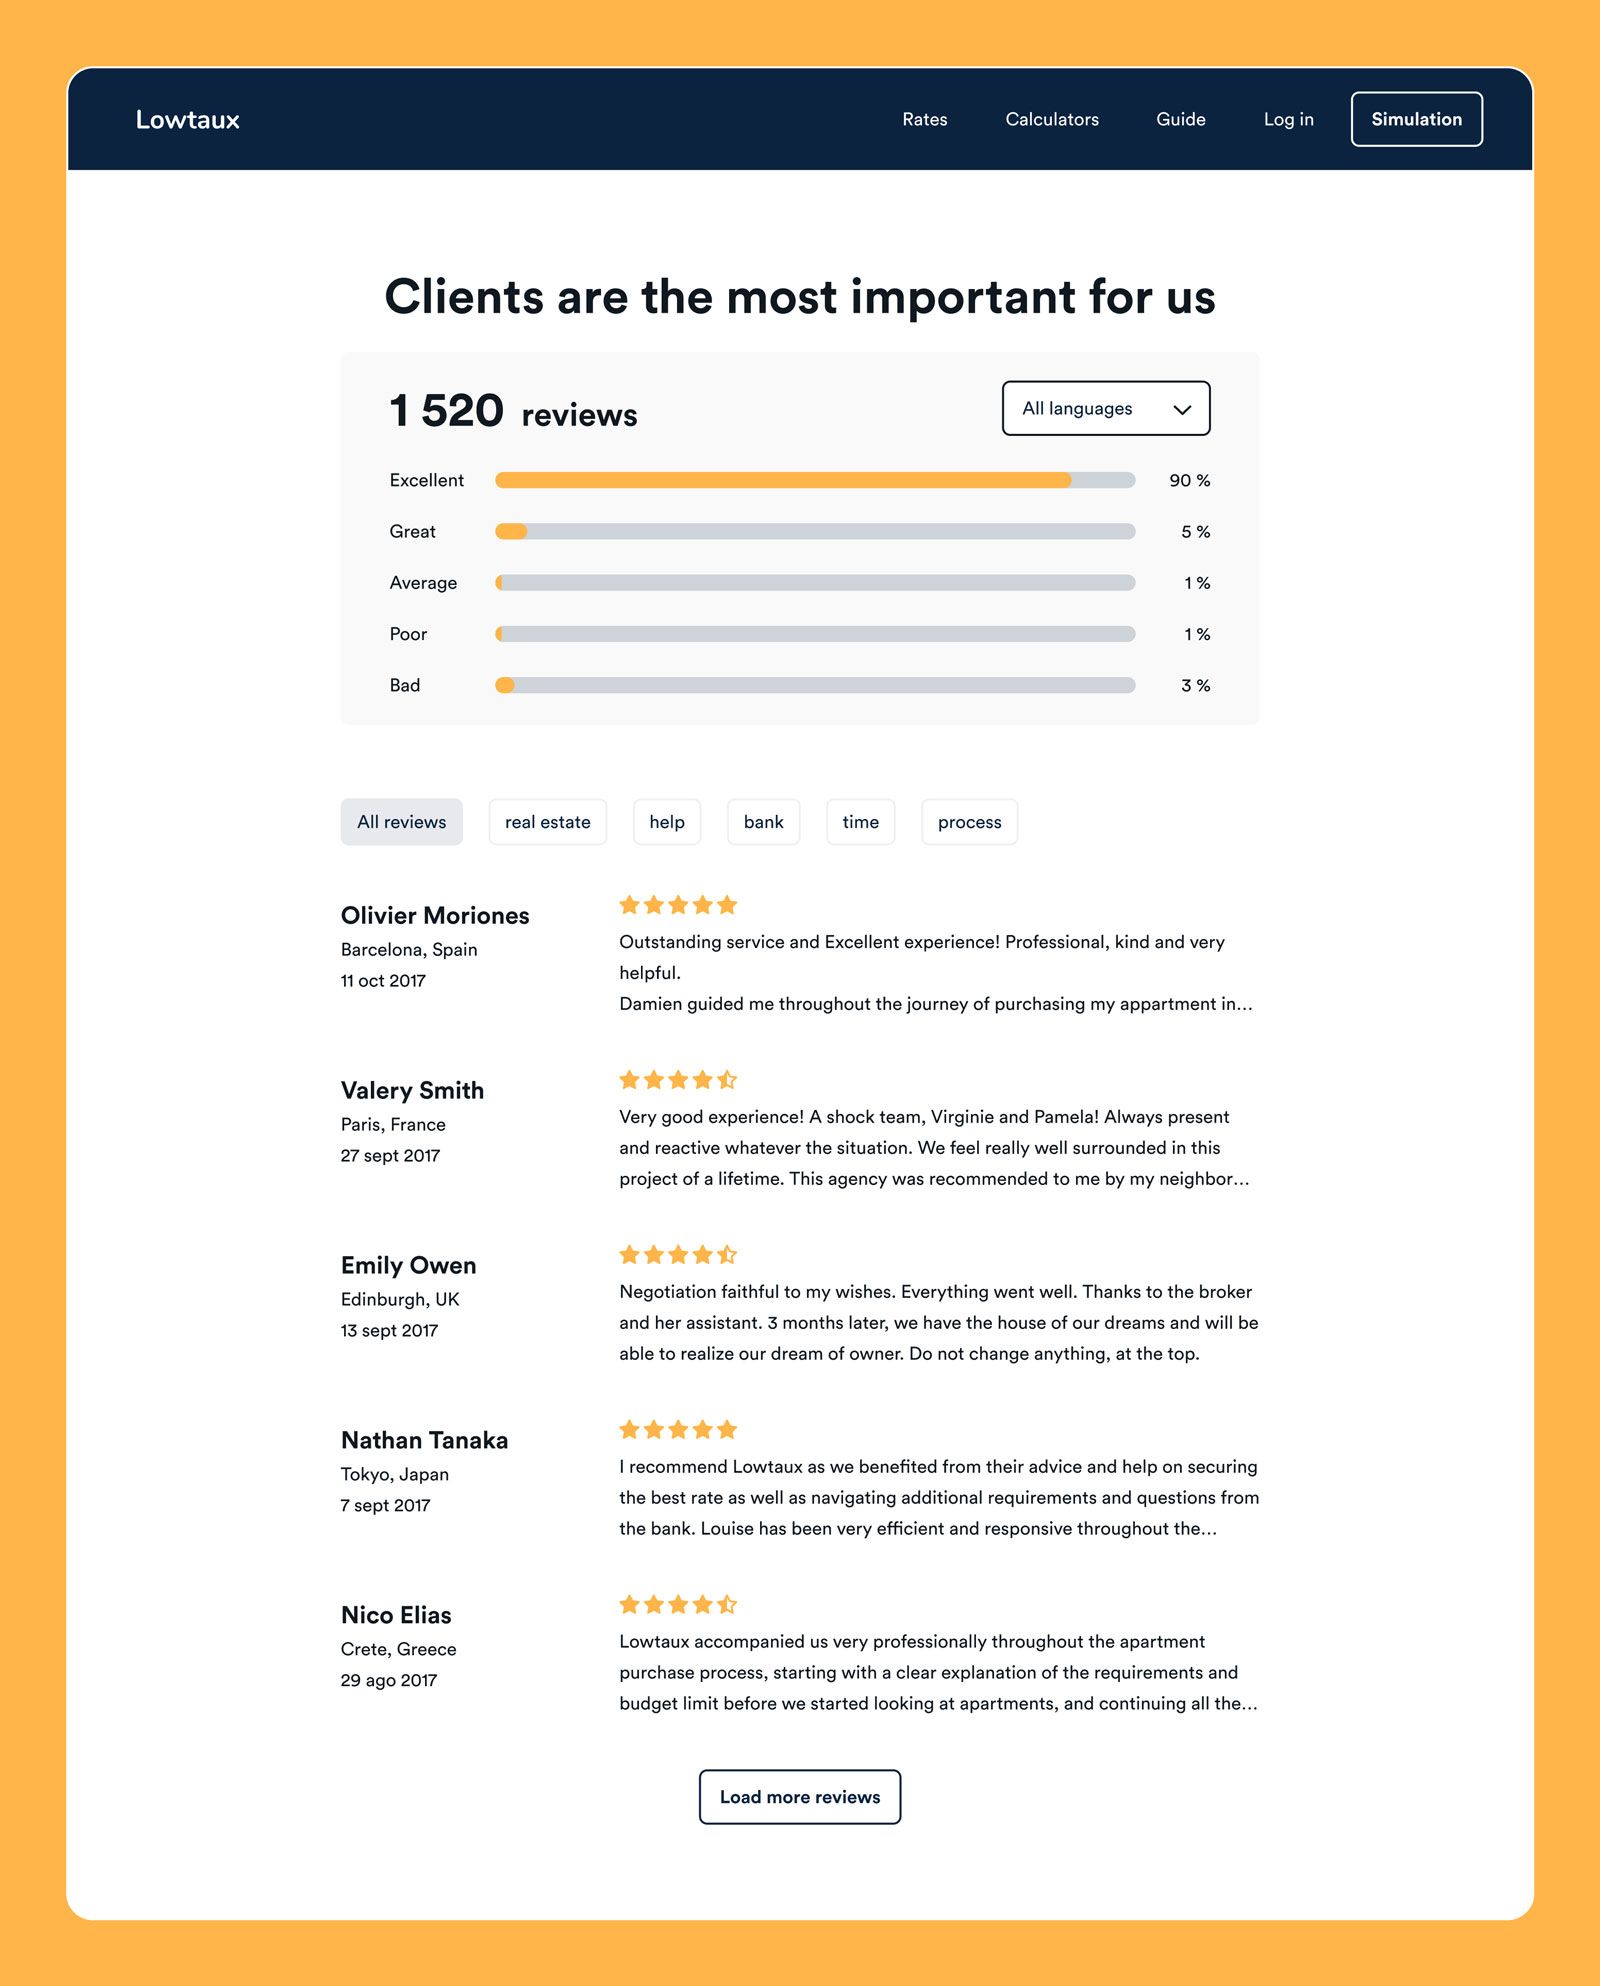 Lowtaux
Rates
Calculators
Guide
Log in
Simulation
Clients are the most important for us
1 520 reviews
All languages
Excellent
90 %
Great
5 %
Average
1 %
Poor
1 %
Bad
3 %
All reviews
real estate
help
bank
time
process
Olivier Moriones
Barcelona, Spain
11 oct 2017
Outstanding service and Excellent experience! Professional, kind and very
helpful.
Damien guided me throughout the journey of purchasing my appartment in...
Valery Smith
Paris, France
27 sept 2017
Very good experience! A shock team, Virginie and Pamela! Always present
and reactive whatever the situation. We feel really well surrounded in this
project of a lifetime. This agency was recommended to me by my neighbor...
Emily Owen
Edinburgh, UK
13 sept 2017
Negotiation faithful to my wishes. Everything went well. Thanks to the broker
and her assistant. 3 months later, we have the house of our dreams and will be
able to realize our dream of owner. Do not change anything, at the top.
Nathan Tanaka
Tokyo, Japan
7 sept 2017
I recommend Lowtaux as we benefited from their advice and help on securing
the best rate as well as navigating additional requirements and questions from
the bank. Louise has been very efficient and responsive throughout the...
Nico Elias
Crete, Greece
29 ago 2017
Lowtaux accompanied us very professionally throughout the apartment
purchase process, starting with a clear explanation of the requirements and
budget limit before we started looking at apartments, and continuing all the...
Load more reviews